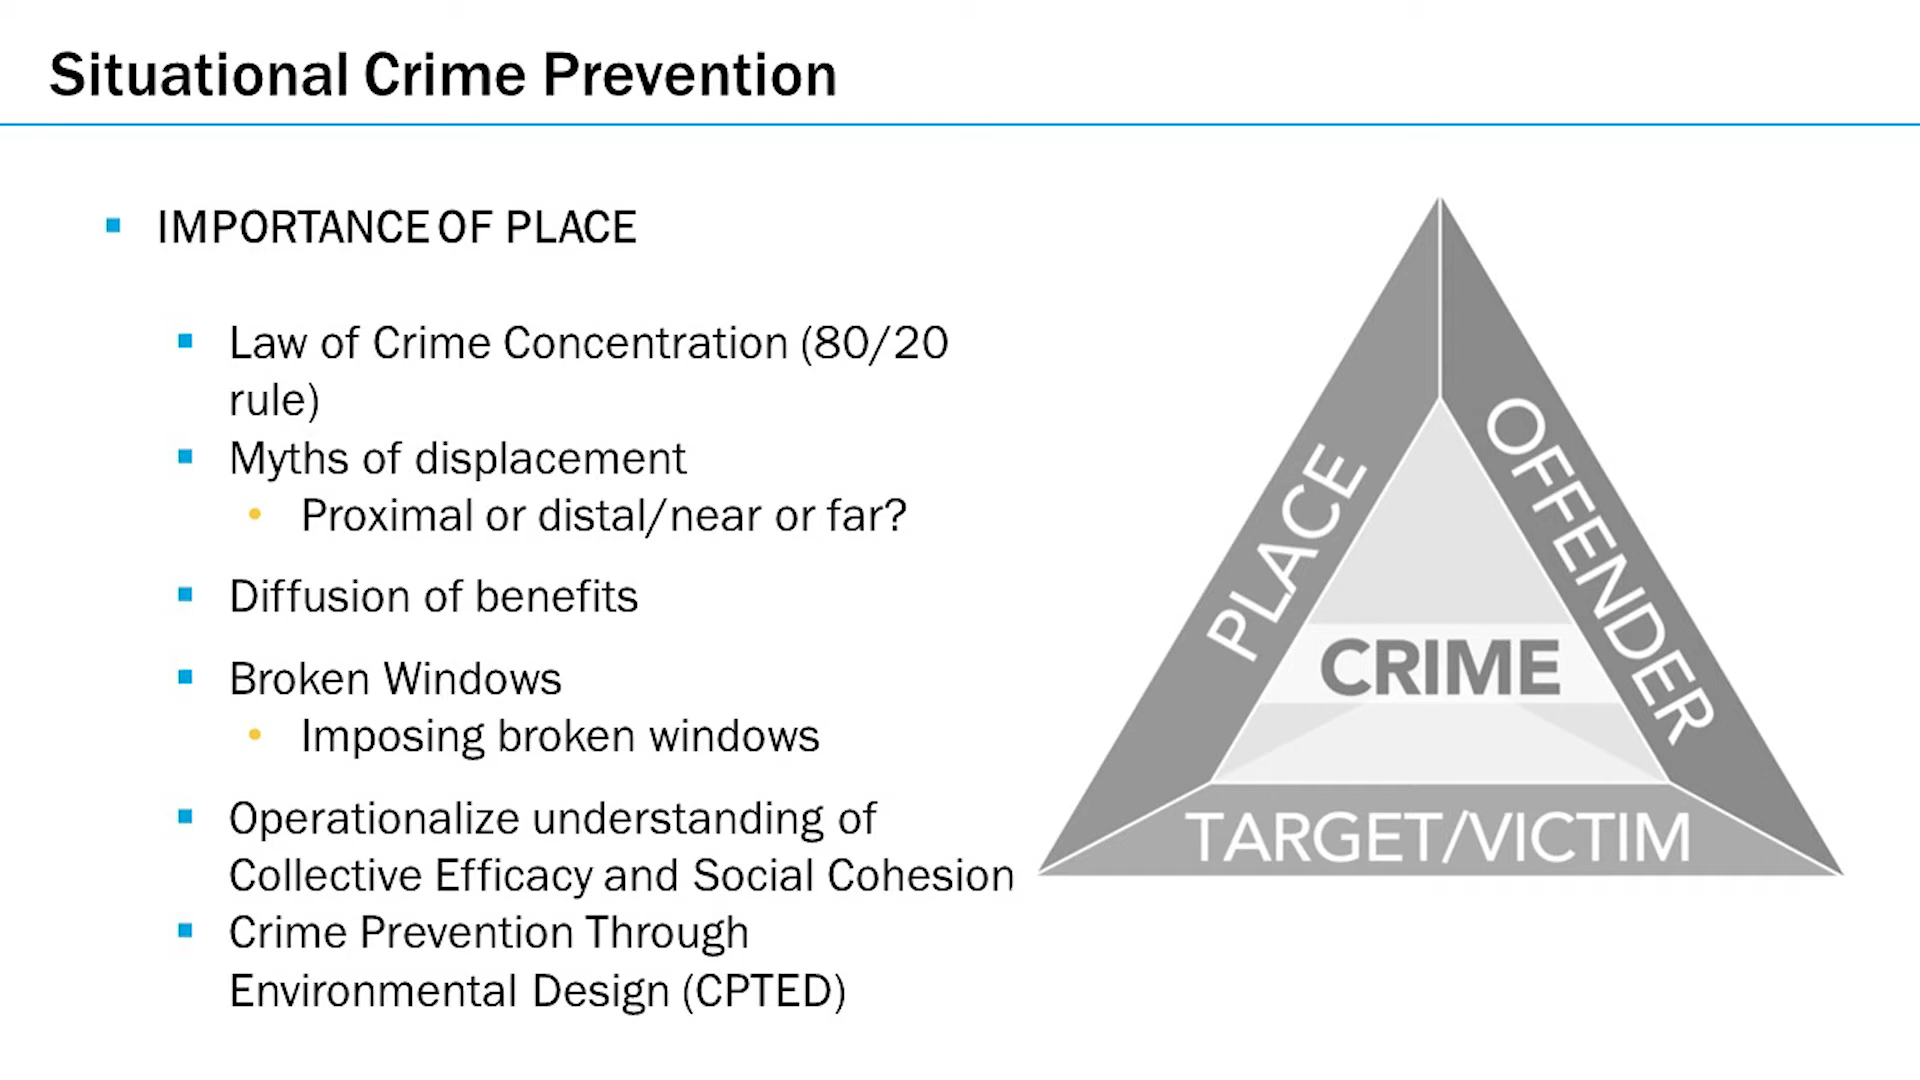 Situational Crime Prevention
IMPORTANCE OF PLACE
Law of Crime Concentration (80/20
rule)
Myths of displacement
Proximal or distal/near or far?
Diffusion of benefits
Broken Windows
Imposing broken windows
Operationalize understanding of
Collective Efficacy and Social Cohesion
Crime Prevention Through
Environmental Design (CPTED)
PLACE
OFFENDER
CRIME
TARGET/VICTIM